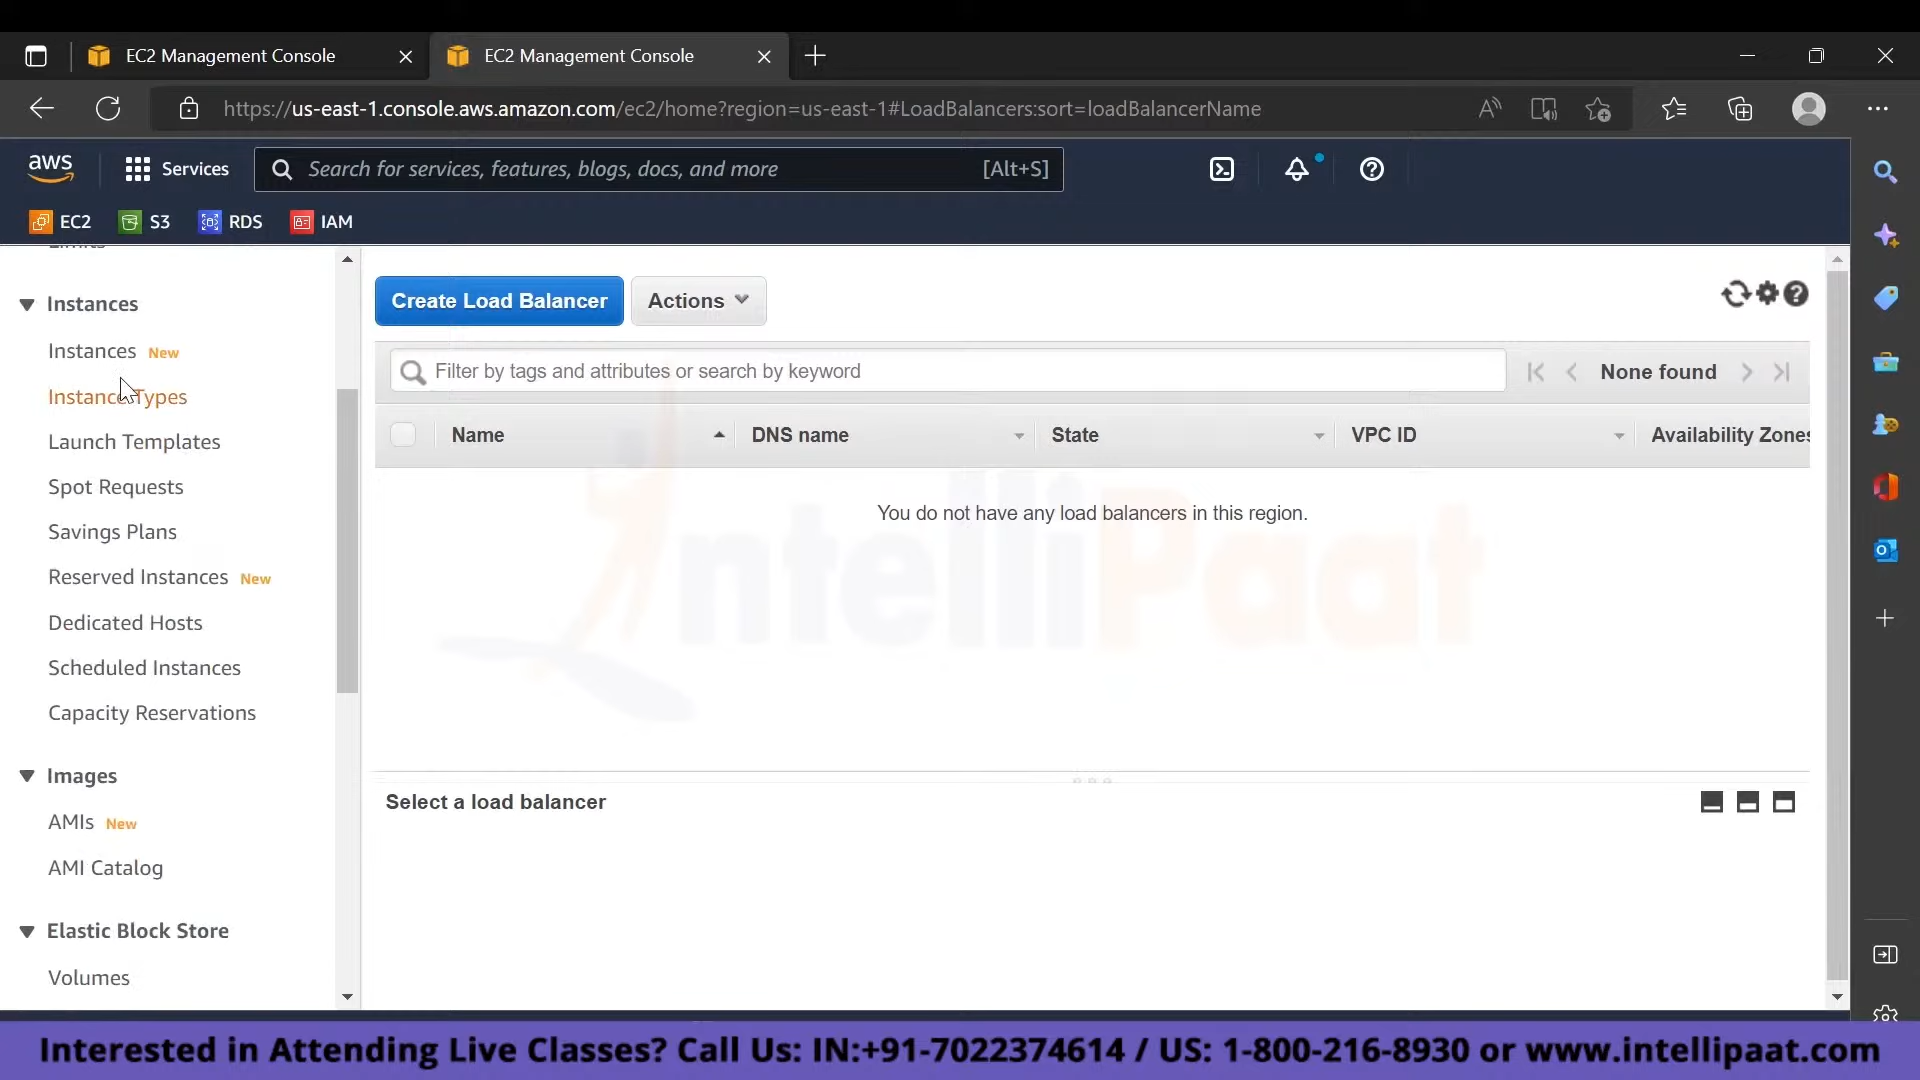 EC2 Management Console
EC2 Management Console
https://us-east-1.console.aws.amazon.com/ec2/home?region=us-east-1#LoadBalancers:sort=loadBalancerName
aws
Services
Search for services, features, blogs, docs, and more
[Alt+S]
EC2
S3
RDS
IAM
Limits
Instances
Instances New
Instance Types
Launch Templates
Spot Requests
Savings Plans
Reserved Instances New
Dedicated Hosts
Scheduled Instances
Capacity Reservations
Images
AMIs New
AMI Catalog
Elastic Block Store
Volumes
Create Load Balancer
Actions
Filter by tags and attributes or search by keyword
None found
Name
DNS name
State
VPC ID
Availability Zones
You do not have any load balancers in this region.
IntelliPaat
Select a load balancer
Interested in Attending Live Classes? Call Us: IN:+91-7022374614 / US: 1-800-216-8930 or www.intellipaat.com